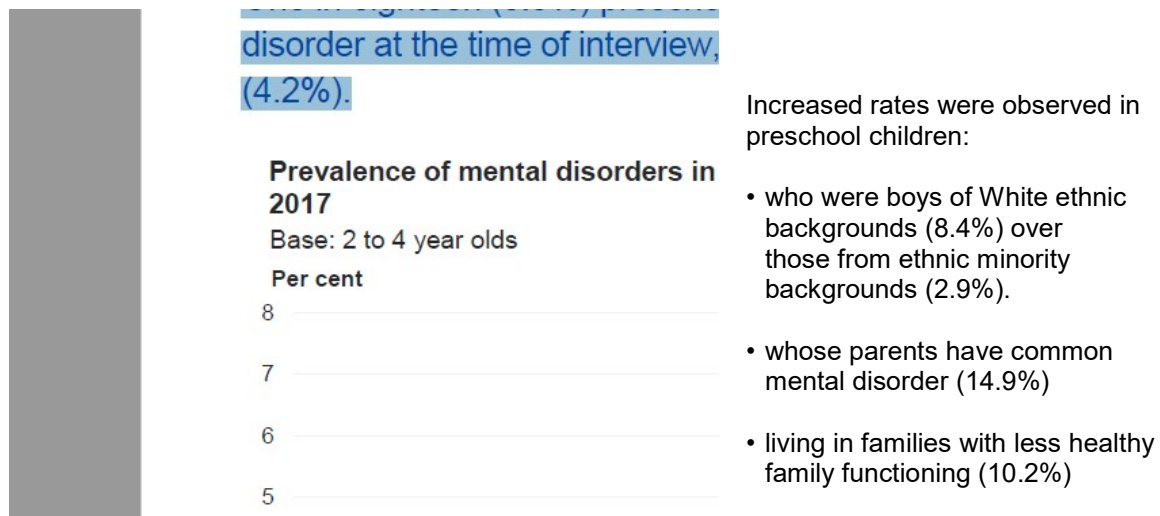 disorder at the time of interview,
(4.2%).
Prevalence of mental disorders in
2017
Base: 2 to 4 year olds
Per cent
8
7
6
5
Increased rates were observed in
preschool children:
• who were boys of White ethnic
backgrounds (8.4%) over
those from ethnic minority
backgrounds (2.9%).
• whose parents have common
mental disorder (14.9%)
• living in families with less healthy
family functioning (10.2%)